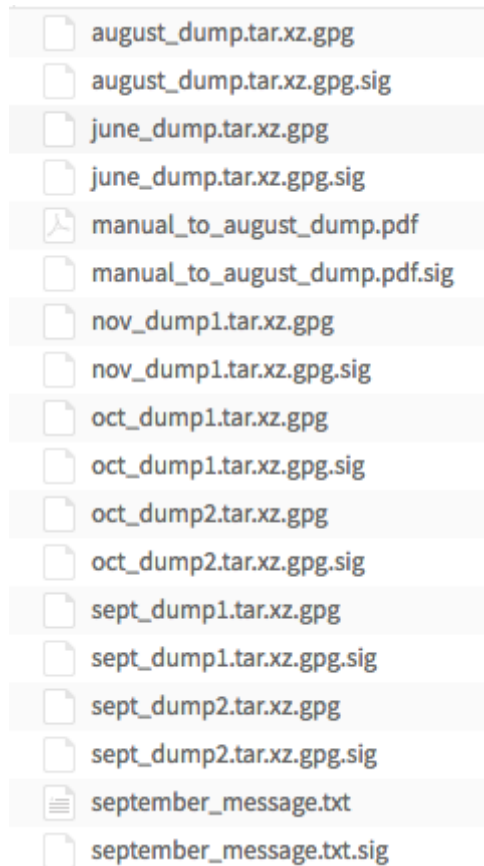 august_dump.tar.xz.gpg
august_dump.tar.xz.gpg.sig
june_dump.tar.xz.gpg
june_dump.tar.xz.gpg.sig
manual_to_august_dump.pdf
manual_to_august_dump.pdf.sig
nov_dump1.tar.xz.gpg
nov_dump1.tar.xz.gpg.sig
oct_dump1.tar.xz.gpg
oct_dump1.tar.xz.gpg.sig
oct_dump2.tar.xz.gpg
oct_dump2.tar.xz.gpg.sig
sept_dump1.tar.xz.gpg
sept_dump1.tar.xz.gpg.sig
sept_dump2.tar.xz.gpg
sept_dump2.tar.xz.gpg.sig
september_message.txt
september_message.txt.sig